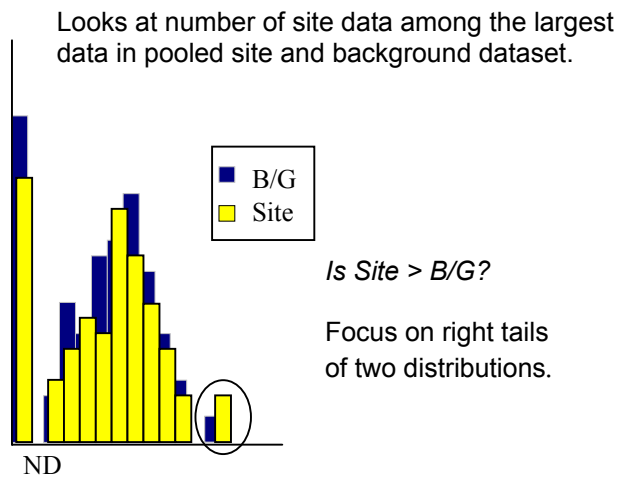 Looks at number of site data among the largest
data in pooled site and background dataset.
B/G
Site
Is Site > B/G?
Focus on right tails
of two distributions.
ND